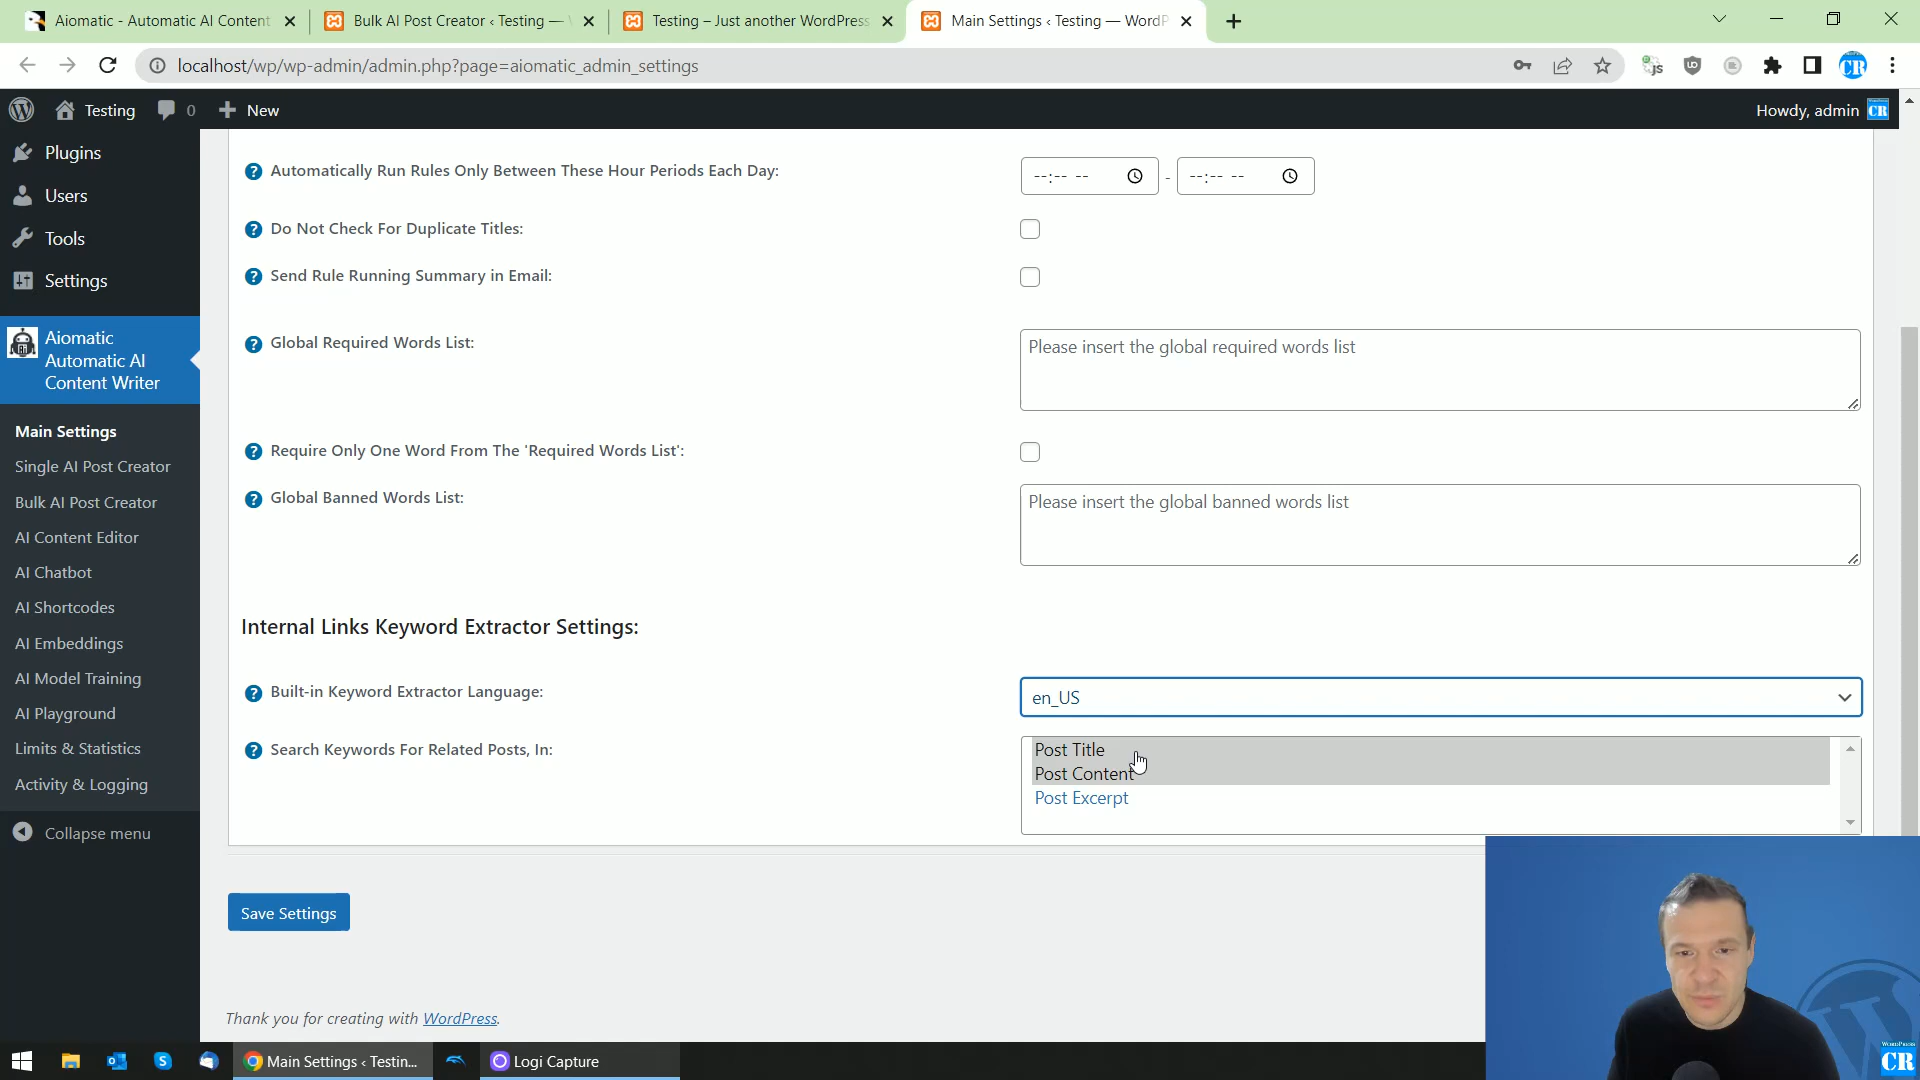 Aiomatic - Automatic AI Content
Bulk AI Post Creator ‹ Testing —
Testing – Just another WordPress
Main Settings ‹ Testing — WordP
localhost/wp/wp-admin/admin.php?page=aiomatic_admin_settings
Testing
0
New
Howdy, admin
Plugins
Users
Tools
Settings
Aiomatic
Automatic AI
Content Writer
Main Settings
Single AI Post Creator
Bulk AI Post Creator
AI Content Editor
AI Chatbot
AI Shortcodes
AI Embeddings
AI Model Training
AI Playground
Limits & Statistics
Activity & Logging
Collapse menu
Automatically Run Rules Only Between These Hour Periods Each Day:
--:-- --
-
--:-- --
Do Not Check For Duplicate Titles:
Send Rule Running Summary in Email:
Global Required Words List:
Please insert the global required words list
Require Only One Word From The 'Required Words List':
Global Banned Words List:
Please insert the global banned words list
Internal Links Keyword Extractor Settings:
Built-in Keyword Extractor Language:
en_US
Search Keywords For Related Posts, In:
Post Title
Post Content
Post Excerpt
Save Settings
Thank you for creating with WordPress.
Main Settings ‹ Testin...
Logi Capture
WORDPRESS
CR